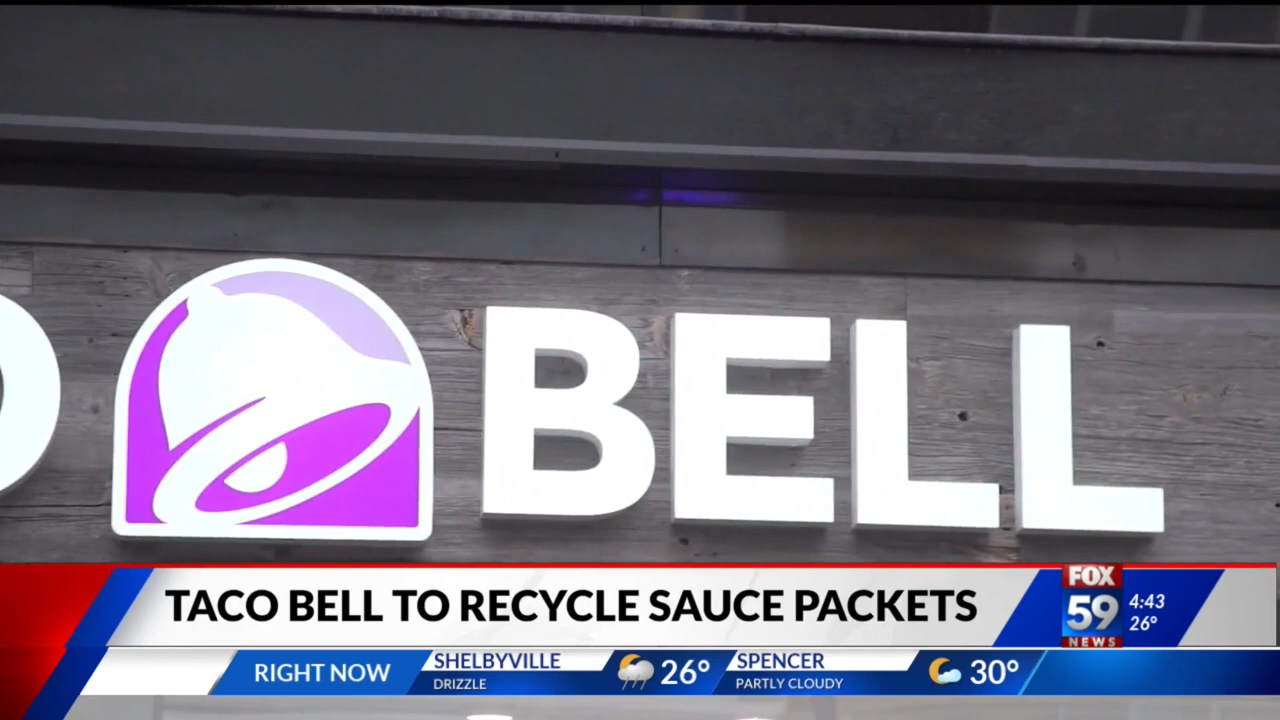 O BELL
TACO BELL TO RECYCLE SAUCE PACKETS
FOX
59
NEWS
4:43
26°
RIGHT NOW
SHELBYVILLE
DRIZZLE
26°
SPENCER
PARTLY CLOUDY
30°